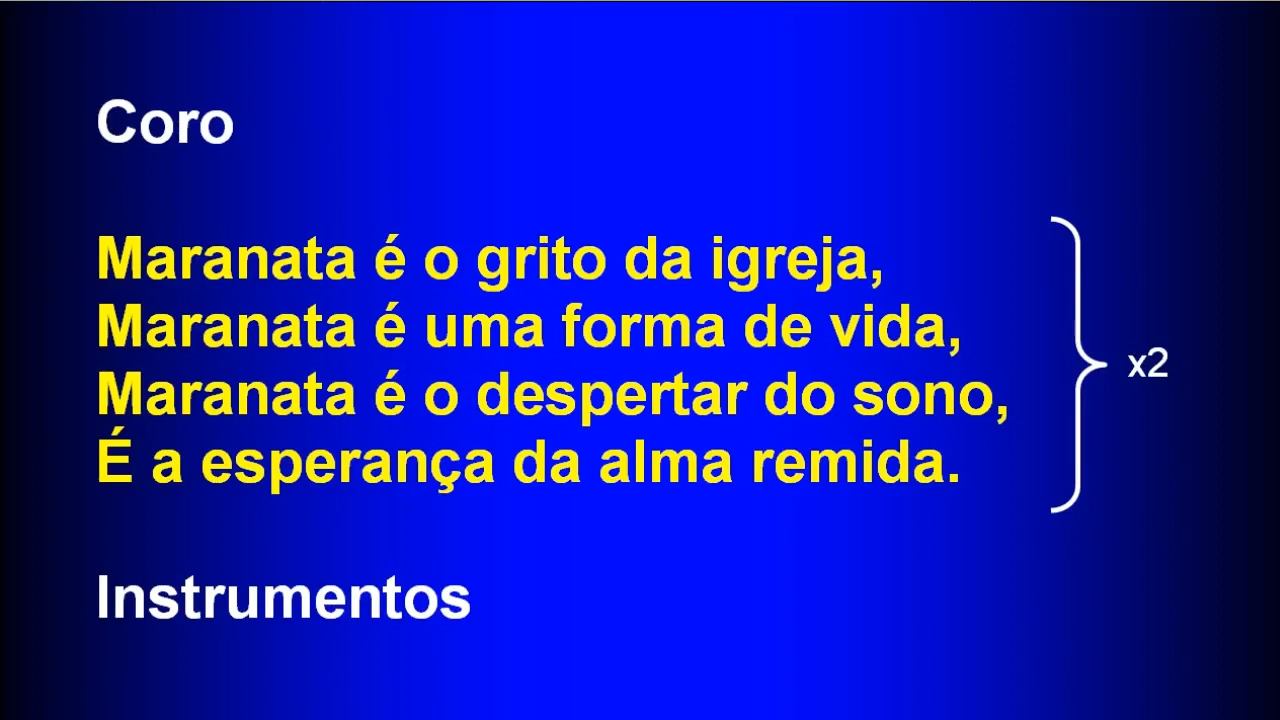 Coro
Maranata é o grito da igreja,
Maranata é uma forma de vida,
Maranata é o despertar do sono,
É a esperança da alma remida.
x2
Instrumentos